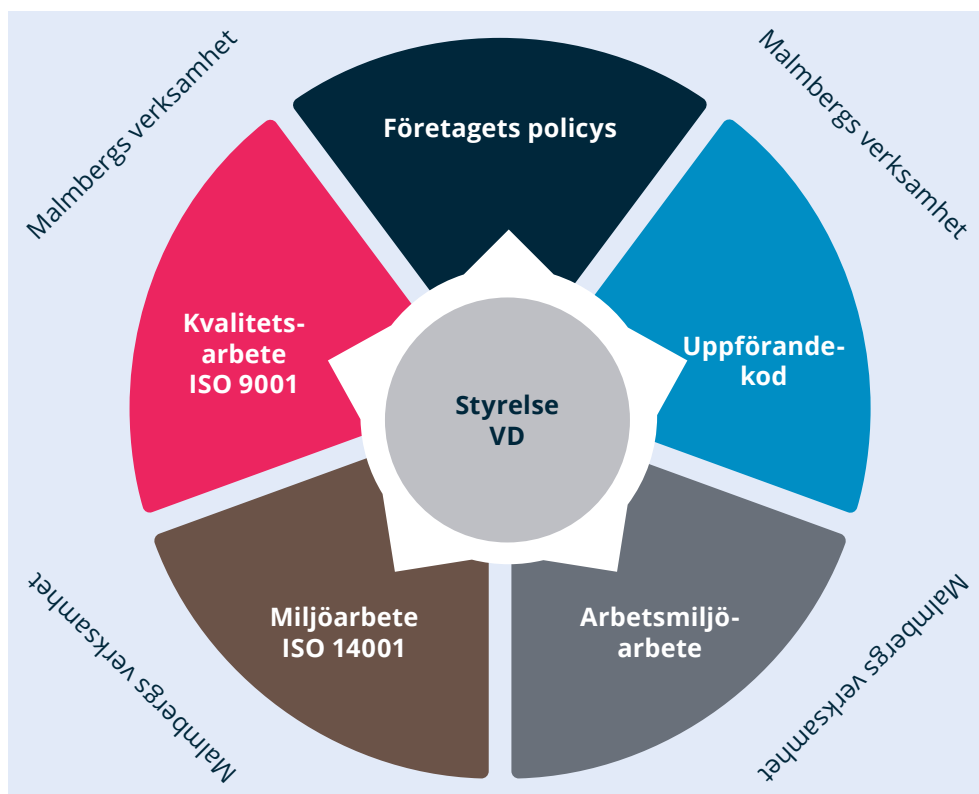 Malmbergs verksamhet
Malmbergs verksamhet
Företagets policys
Kvalitets-
arbete
ISO 9001
Uppförande-
kod
Styrelse
VD
Miljöarbete
ISO 14001
Arbetsmiljö-
arbete
Malmbergs verksamhet
Malmbergs verksamhet